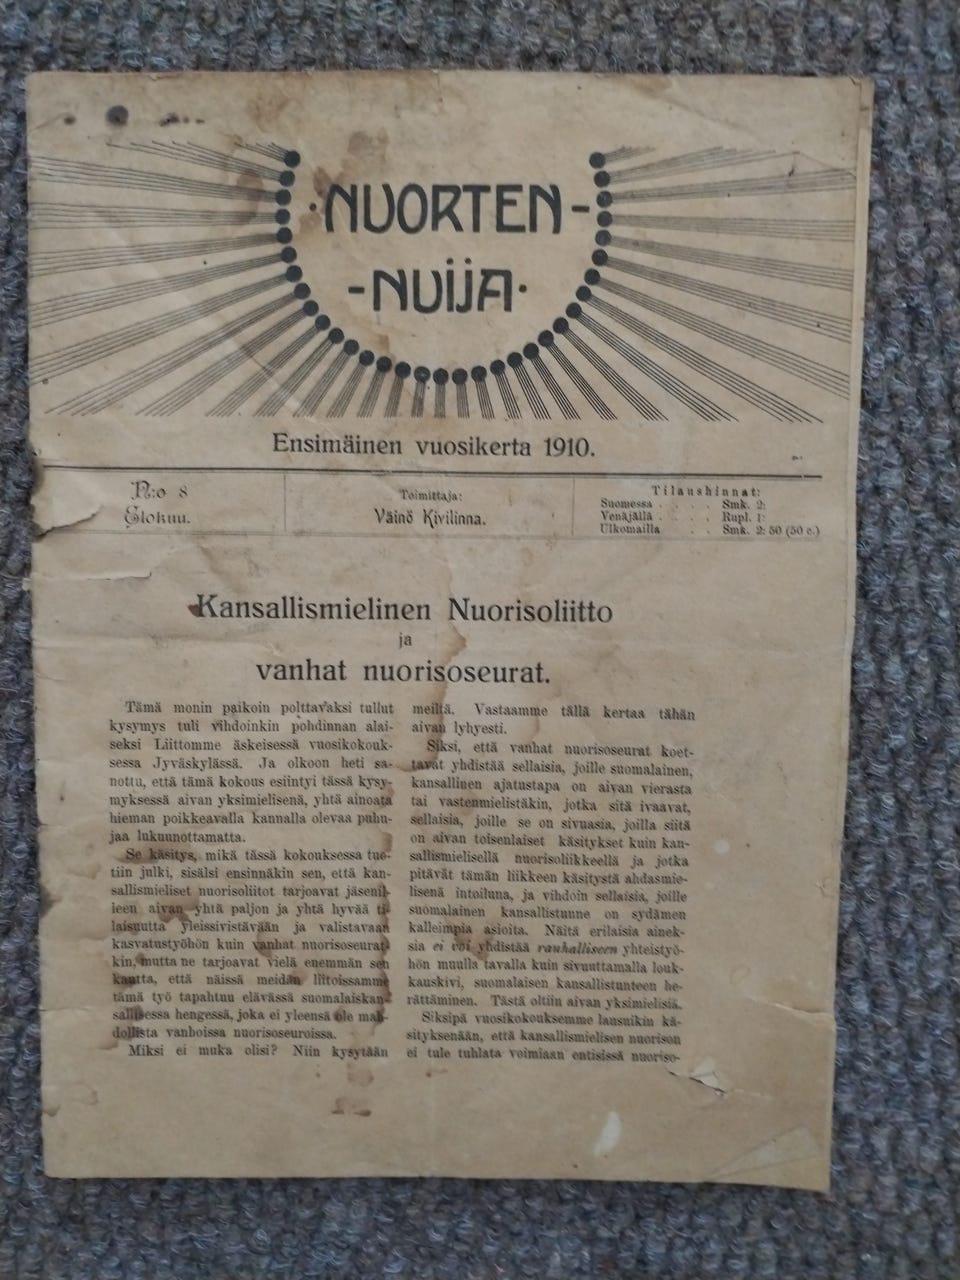 ·NUORTEN-
-NUIJA·
Ensimäinen vuosikerta 1910.
N:o 8
Elokuu.
Toimittaja:
Väinö Kivilinna.
Tilaushinnat:
Suomessa . . . . Smk. 2:
Venäjällä . . . . Rupl. 1:
Ulkomailla . . Smk. 2: 50 (50 c.)
Kansallismielinen Nuorisoliitto
ja
vanhat nuorisoseurat.
Tämä monin paikoin polttavaksi tullut
kysymys tuli vihdoinkin pohdinnan alai-
seksi Liittomme äskeisessä vuosikokouk-
sessa Jyväskylässä. Ja olkoon heti sa-
nottu, että tämä kokous esiintyi tässä kysy-
myksessä aivan yksimielisenä, yhtä ainoata
hieman poikkeavalla kannalla olevaa puhu-
jaa lukuunottamatta.
Se käsitys, mikä tässä kokouksessa tuo-
tiin julki, sisälsi ensinnäkin sen, että kan-
sallismieliset nuorisoliitot tarjoavat jäsenil-
leen aivan yhtä paljon ja yhtä hyvää ti-
laisuutta yleissivistävään ja valistavaan
kasvatustyöhön kuin vanhat nuorisoseurat-
kin, mutta ne tarjoavat vielä enemmän sen
kautta, että näissä meidän liitoissamme
tämä työ tapahtuu elävässä suomalaiskan-
sallisessa hengessä, joka ei yleensä ole mah-
dollista vanhoissa nuorisoseuroissa.
Miksi ei muka olisi? Niin kysytään
meiltä. Vastaamme tällä kertaa tähän
aivan lyhyesti.
Siksi, että vanhat nuorisoseurat koet-
tavat yhdistää sellaisia, joille suomalainen,
kansallinen ajatustapa on aivan vierasta
tai vastenmielistäkin, jotka sitä ivaavat,
sellaisia, joille se on sivuasia, joilla siitä
on aivan toisenlaiset käsitykset kuin kan-
sallismielisellä nuorisoliikkeellä ja jotka
pitävät tämän liikkeen käsitystä ahdasmie-
lisenä intoiluna, ja vihdoin sellaisia, joille
suomalainen kansallistunne on sydämen
kalleimpia asioita. Näitä erilaisia ainek-
sia ei voi yhdistää rauhalliseen yhteistyö-
hön muulla tavalla kuin sivuuttamalla louk-
kauskivi, suomalaisen kansallistunteen he-
rättäminen. Tästä oltiin aivan yksimielisiä.
Siksipä vuosikokouksemme lausuikin kä-
sityksenään, että kansallismielisen nuorison
ei tule tuhlata voimiaan entisissä nuoriso-